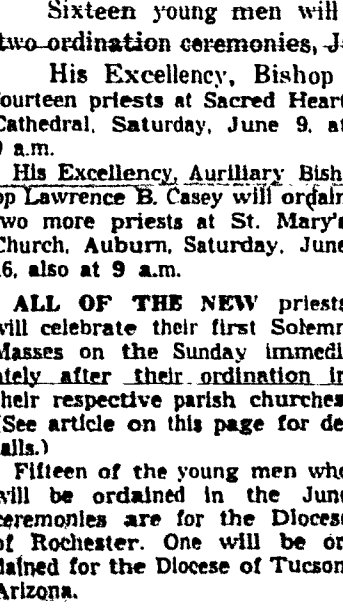 Sixteen young men will
two ordination ceremonies, J
His Excellency, Bishop
ourteen priests at Sacred Heart
Cathedral, Saturday, June 9, at
9 a.m.
His Excellency, Auriliary Bish-
op Lawrence B. Casey will ordain
two more priests at St. Mary's
Church, Auburn, Saturday, June
16, also at 9 a.m.
ALL OF THE NEW priests
will celebrate their first Solemn
Masses on the Sunday immedi-
ately after their ordination in
their respective parish churches.
(See article on this page for de-
tails.)
Fifteen of the young men who
will be ordained in the June
ceremonies are for the Diocese
of Rochester. One will be or-
dained for the Diocese of Tucson,
Arizona.